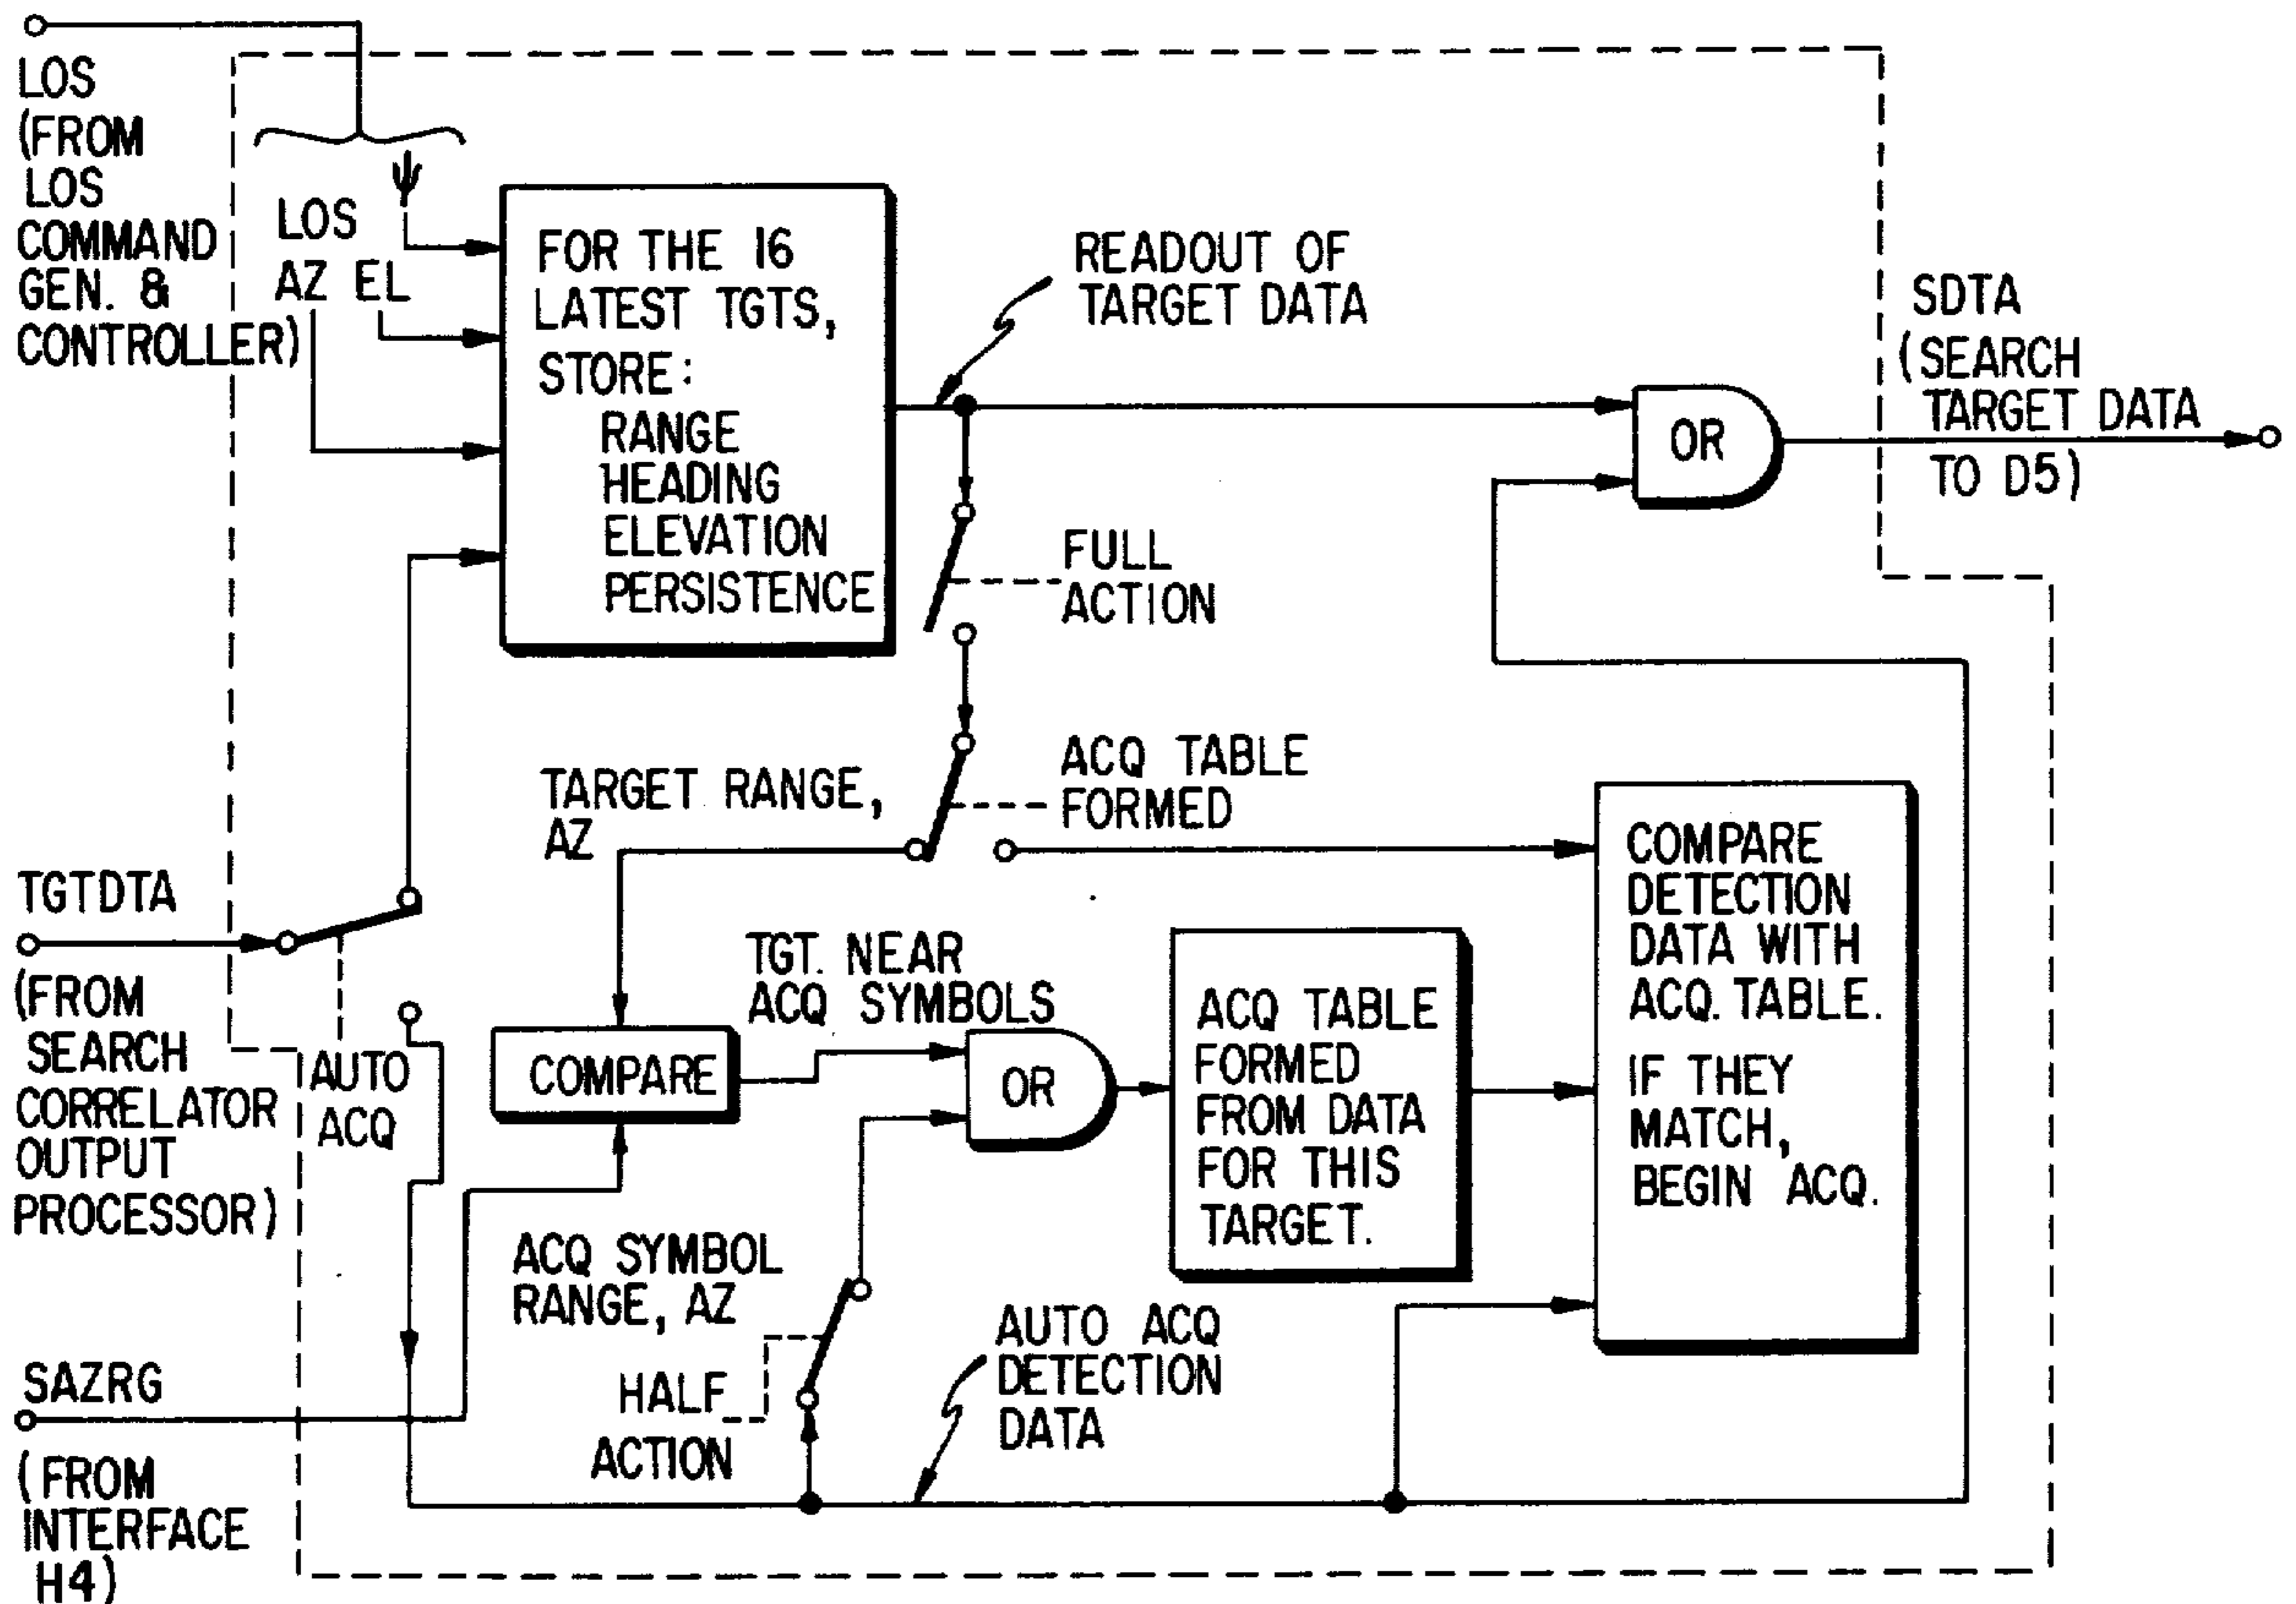 LOS
(FROM
LOS
COMMAND
GEN. &
CONTROLLER)
ψ
LOS
AZ EL
FOR THE 16
LATEST TGTS,
STORE:
RANGE
HEADING
ELEVATION
PERSISTENCE
READOUT OF
TARGET DATA
OR
SDTA
(SEARCH
TARGET DATA
TO D5)
FULL
ACTION
ACQ TABLE
FORMED
TARGET RANGE,
AZ
TGTDTA
(FROM
SEARCH
CORRELATOR
OUTPUT
PROCESSOR)
AUTO
ACQ
COMPARE
TGT. NEAR
ACQ SYMBOLS
OR
ACQ TABLE
FORMED
FROM DATA
FOR THIS
TARGET.
COMPARE
DETECTION
DATA WITH
ACQ. TABLE.
IF THEY
MATCH,
BEGIN ACQ.
ACQ SYMBOL
RANGE, AZ
HALF
ACTION
AUTO ACQ
DETECTION
DATA
SAZRG
(FROM
INTERFACE
H4)